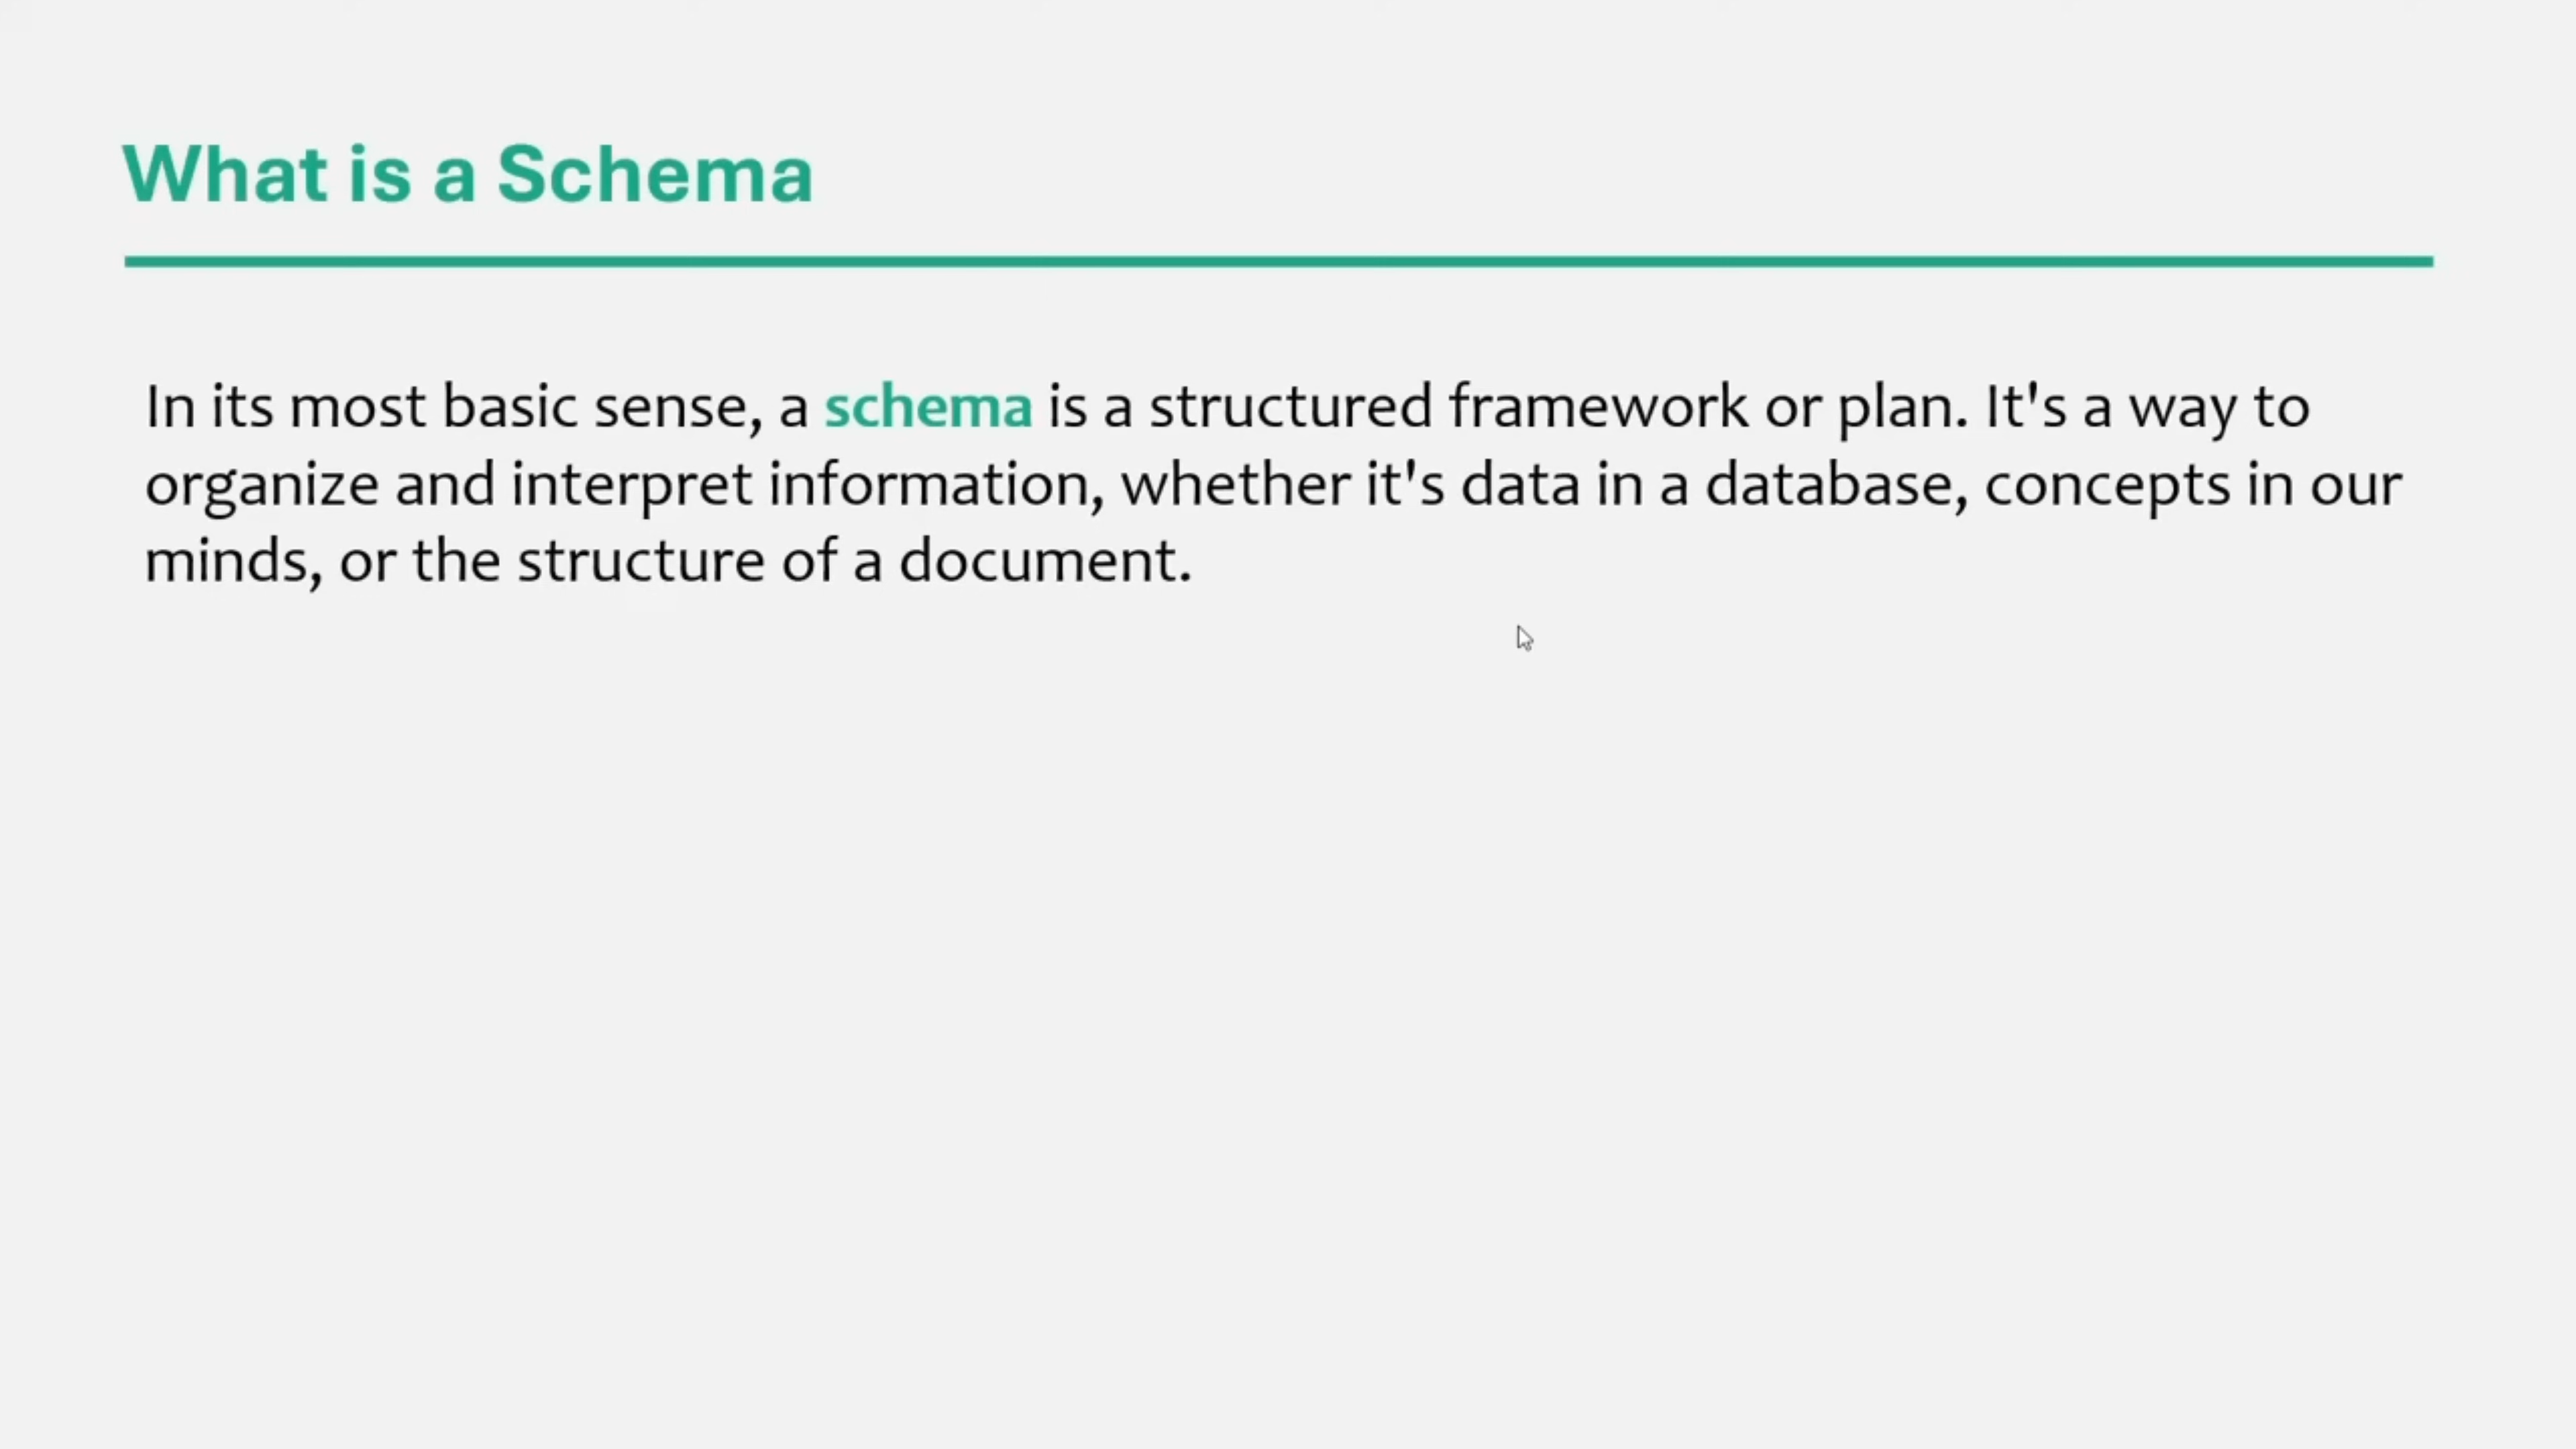 What is a Schema
In its most basic sense, a schema is a structured framework or plan. It's a way to
organize and interpret information, whether it's data in a database, concepts in our
minds, or the structure of a document.